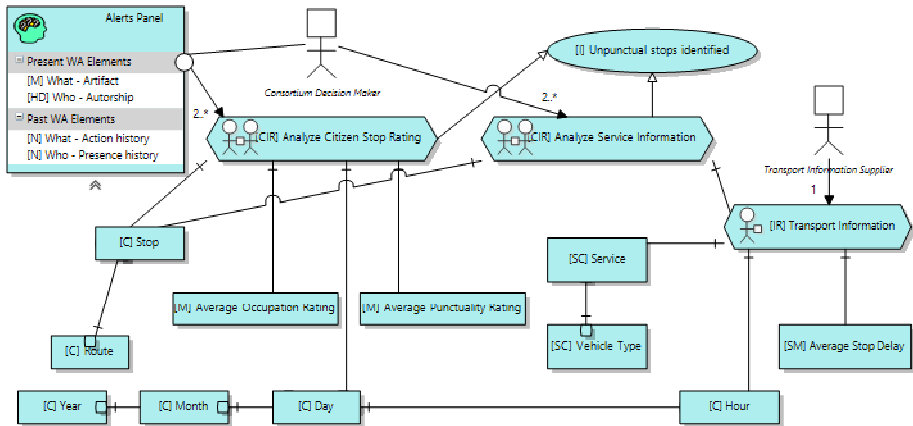 Alerts Panel
Present WA Elements
[M] What - Artifact
[HD] Who - Autorship
Past WA Elements
[N] What - Action history
[N] Who - Presence history
Consortium Decision Maker
[I] Unpunctual stops identified
2..*
2..*
[CIR] Analyze Citizen Stop Rating
[CIR] Analyze Service Information
Transport Information Supplier
1
[IR] Transport Information
[C] Stop
[SC] Service
[M] Average Occupation Rating
[M] Average Punctuality Rating
[C] Route
[SC] Vehicle Type
[SM] Average Stop Delay
[C] Year
[C] Month
[C] Day
[C] Hour